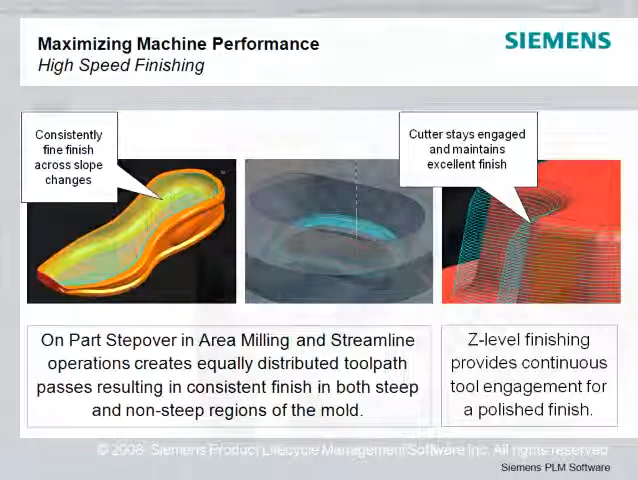 Maximizing Machine Performance
High Speed Finishing
SIEMENS
Consistently
fine finish
across slope
changes
Cutter stays engaged
and maintains
excellent finish
On Part Stepover in Area Milling and Streamline
operations creates equally distributed toolpath
passes resulting in consistent finish in both steep
and non-steep regions of the mold.
Z-level finishing
provides continuous
tool engagement for
a polished finish.
© 2008. Siemens Product Lifecycle Management Software Inc. All rights reserved
Siemens PLM Software